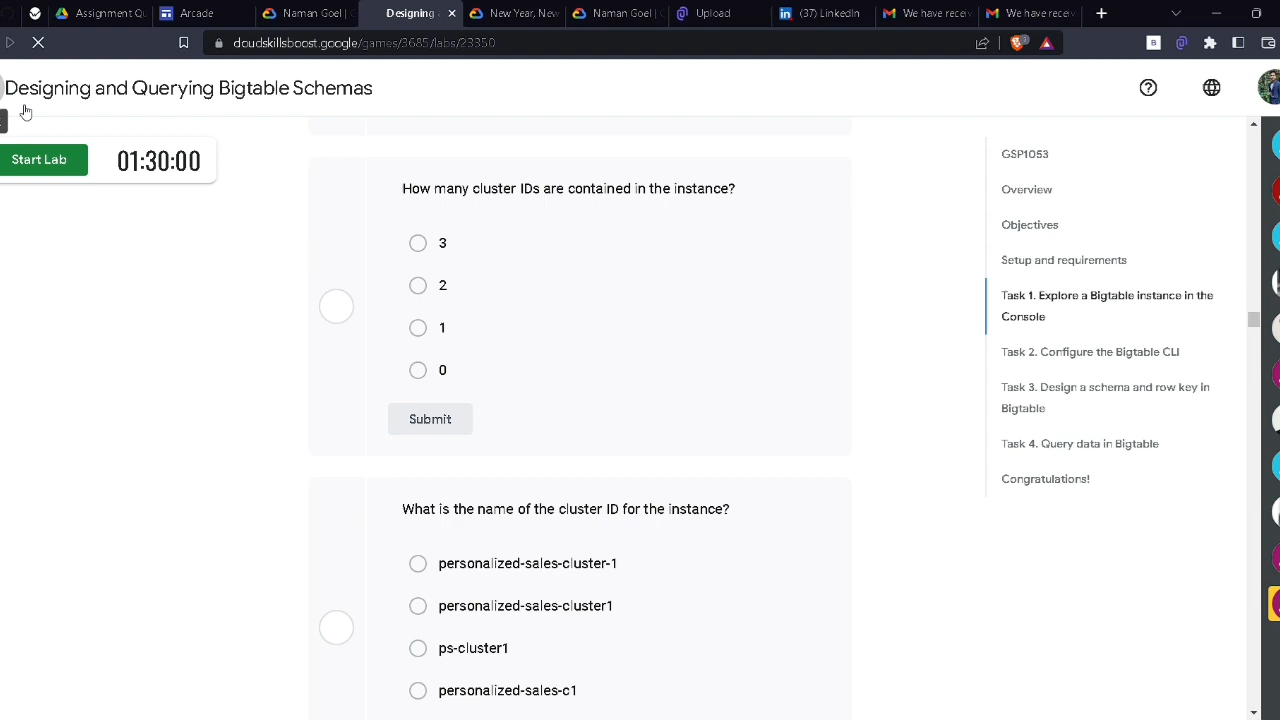 Assignment Qu
Arcade
Naman Goel | C
Designing a
New Year, New
Naman Goel | C
Upload
(37) LinkedIn
We have receiv
We have receiv
cloudskillsboost.google/games/3685/labs/23350
Designing and Querying Bigtable Schemas
Start Lab
01:30:00
How many cluster IDs are contained in the instance?
3
2
1
0
Submit
What is the name of the cluster ID for the instance?
personalized-sales-cluster-1
personalized-sales-cluster1
ps-cluster1
personalized-sales-c1
GSP1053
Overview
Objectives
Setup and requirements
Task 1. Explore a Bigtable instance in the
Console
Task 2. Configure the Bigtable CLI
Task 3. Design a schema and row key in
Bigtable
Task 4. Query data in Bigtable
Congratulations!